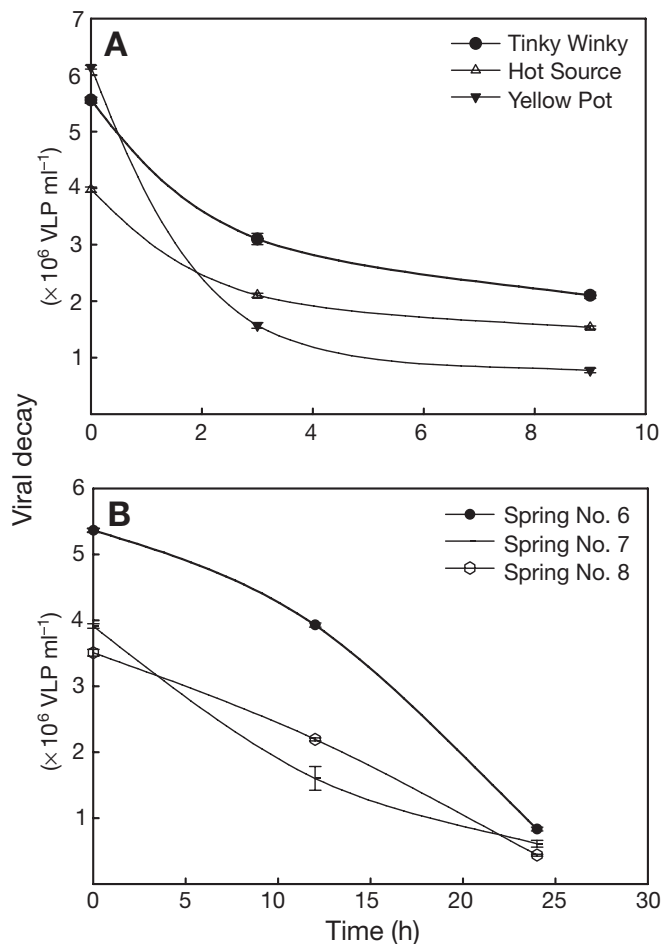 Viral decay
A
Tinky Winky
Hot Source
Yellow Pot
(× 10⁶ VLP ml⁻¹)
7
6
5
4
3
2
1
0 2 4 6 8 10
B
Spring No. 6
Spring No. 7
Spring No. 8
(× 10⁶ VLP ml⁻¹)
6
5
4
3
2
1
0 5 10 15 20 25 30
Time (h)